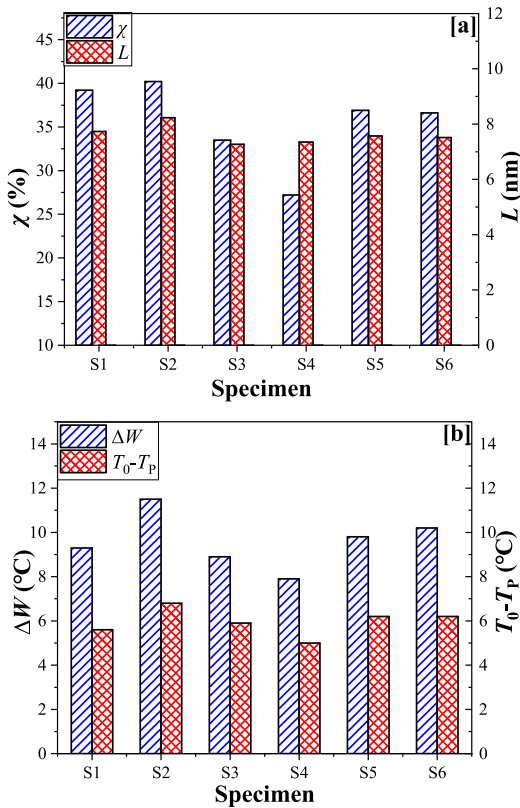 [a]
χ
L
45
40
35
30
25
20
15
10
χ (%)
12
10
8
6
4
2
0
L (nm)
S1 S2 S3 S4 S5 S6
Specimen
[b]
ΔW
T₀-Tₚ
14
12
10
8
6
4
2
0
ΔW (°C)
14
12
10
8
6
4
2
0
T₀-Tₚ (°C)
S1 S2 S3 S4 S5 S6
Specimen